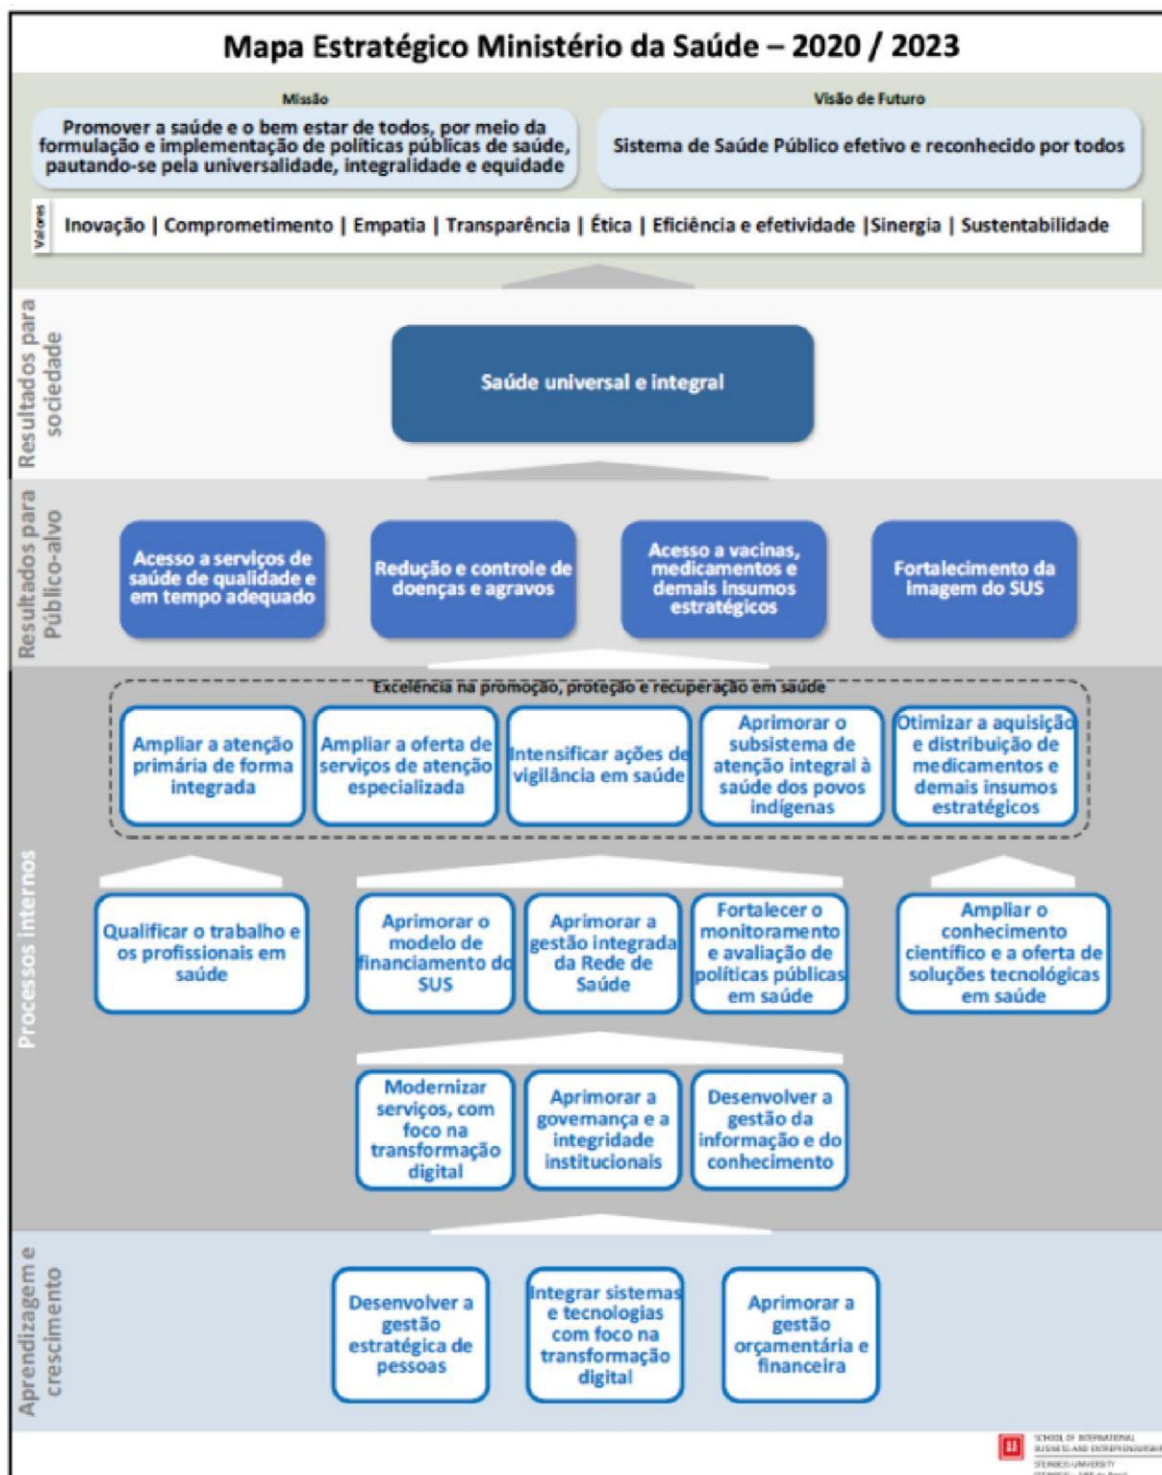 Mapa Estratégico Ministério da Saúde – 2020 / 2023
Missão
Promover a saúde e o bem estar de todos, por meio da
formulação e implementação de políticas públicas de saúde,
pautando-se pela universalidade, integralidade e equidade
Visão de Futuro
Sistema de Saúde Público efetivo e reconhecido por todos
Valores
Inovação | Comprometimento | Empatia | Transparência | Ética | Eficiência e efetividade |Sinergia | Sustentabilidade
Resultados para
sociedade
Saúde universal e integral
Resultados para
Público-alvo
Acesso a serviços de
saúde de qualidade e
em tempo adequado
Redução e controle de
doenças e agravos
Acesso a vacinas,
medicamentos e
demais insumos
estratégicos
Fortalecimento da
imagem do SUS
Processos internos
Excelência na promoção, proteção e recuperação em saúde
Ampliar a atenção
primária de forma
integrada
Ampliar a oferta de
serviços de atenção
especializada
Intensificar ações de
vigilância em saúde
Aprimorar o
subsistema de
atenção integral à
saúde dos povos
indígenas
Otimizar a aquisição
e distribuição de
medicamentos e
demais insumos
estratégicos
Qualificar o trabalho e
os profissionais em
saúde
Aprimorar o
modelo de
financiamento do
SUS
Aprimorar a
gestão integrada
da Rede de
Saúde
Fortalecer o
monitoramento
e avaliação de
políticas públicas
em saúde
Ampliar o
conhecimento
científico e a oferta de
soluções tecnológicas
em saúde
Modernizar
serviços, com
foco na
transformação
digital
Aprimorar a
governança e a
integridade
institucionais
Desenvolver a
gestão da
informação e do
conhecimento
Aprendizagem e
crescimento
Desenvolver a
gestão
estratégica de
pessoas
Integrar sistemas
e tecnologias
com foco na
transformação
digital
Aprimorar a
gestão
orçamentária e
financeira
SCHOOL OF INTERNATIONAL
BUSINESS AND ENTREPRENEURSHIP
STEINBEIS UNIVERSITY